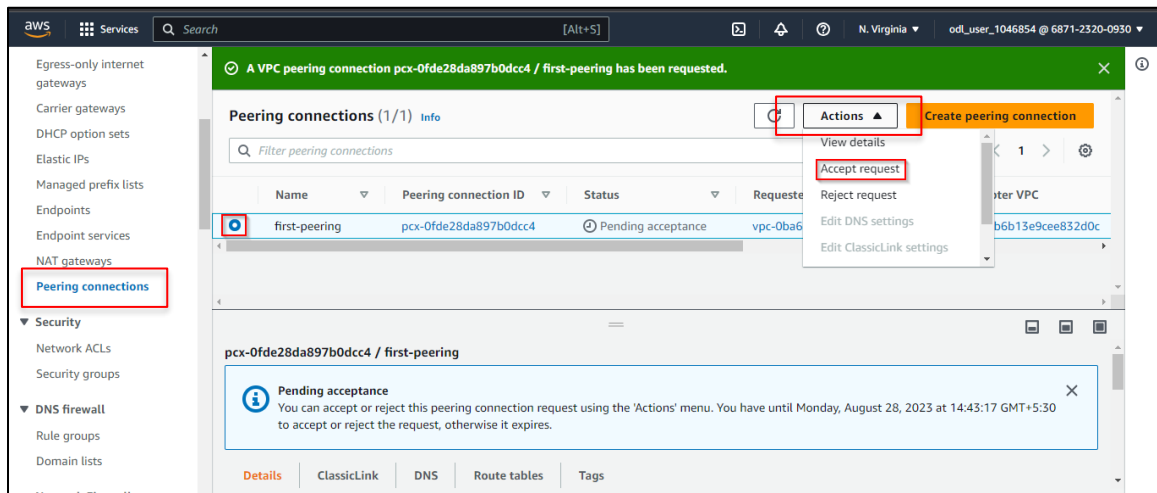 aws Services Search [Alt+S] N. Virginia odl_user_1046854 @ 6871-2320-0930
Egress-only internet
gateways
Carrier gateways
DHCP option sets
Elastic IPs
Managed prefix lists
Endpoints
Endpoint services
NAT gateways
Peering connections
Security
Network ACLs
Security groups
DNS firewall
Rule groups
Domain lists
A VPC peering connection pcx-0fde28da897b0dcc4 / first-peering has been requested.
Peering connections (1/1) Info
Actions
Create peering connection
Filter peering connections
1
View details
Accept request
Reject request
Edit DNS settings
Edit ClassicLink settings
Name Peering connection ID Status Requeste pter VPC
first-peering pcx-0fde28da897b0dcc4 Pending acceptance vpc-0ba6 b6b13e9cee832d0c
pcx-0fde28da897b0dcc4 / first-peering
Pending acceptance
You can accept or reject this peering connection request using the 'Actions' menu. You have until Monday, August 28, 2023 at 14:43:17 GMT+5:30
to accept or reject the request, otherwise it expires.
Details ClassicLink DNS Route tables Tags